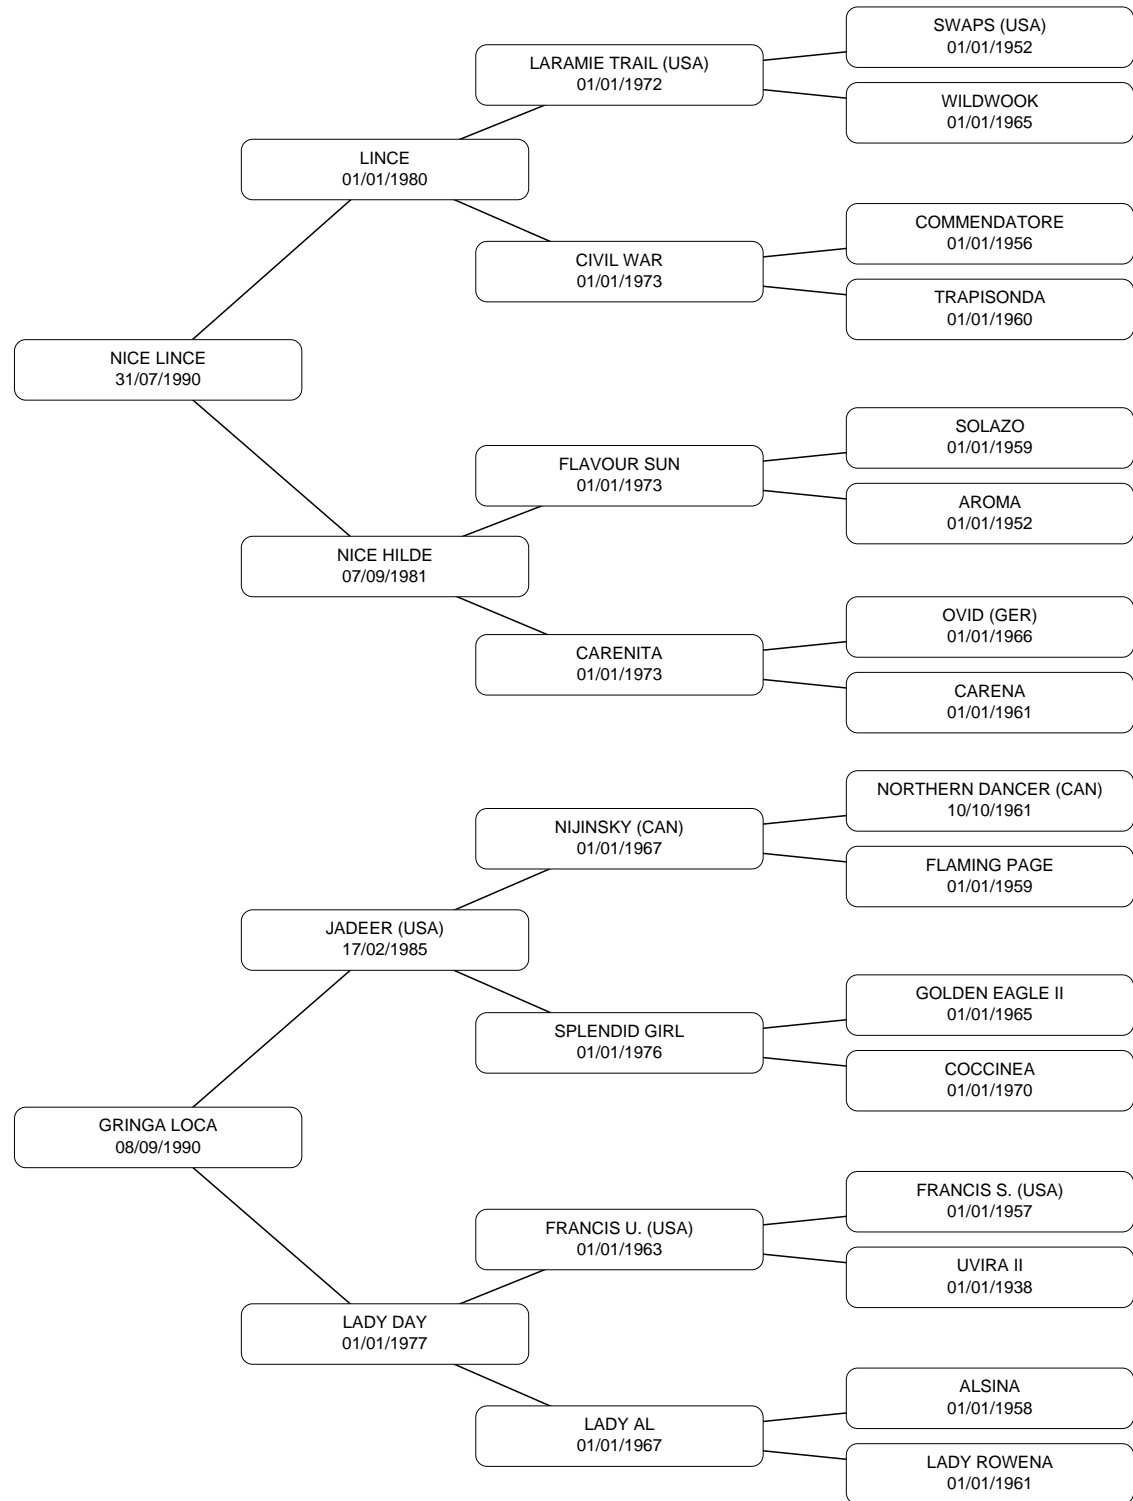 SWAPS (USA)
01/01/1952
LARAMIE TRAIL (USA)
01/01/1972
WILDWOOK
01/01/1965
LINCE
01/01/1980
COMMENDATORE
01/01/1956
CIVIL WAR
01/01/1973
TRAPISONDA
01/01/1960
NICE LINCE
31/07/1990
SOLAZO
01/01/1959
FLAVOUR SUN
01/01/1973
AROMA
01/01/1952
NICE HILDE
07/09/1981
OVID (GER)
01/01/1966
CARENITA
01/01/1973
CARENA
01/01/1961
NORTHERN DANCER (CAN)
10/10/1961
NIJINSKY (CAN)
01/01/1967
FLAMING PAGE
01/01/1959
JADEER (USA)
17/02/1985
GOLDEN EAGLE II
01/01/1965
SPLENDID GIRL
01/01/1976
COCCINEA
01/01/1970
GRINGA LOCA
08/09/1990
FRANCIS S. (USA)
01/01/1957
FRANCIS U. (USA)
01/01/1963
UVIRA II
01/01/1938
LADY DAY
01/01/1977
ALSINA
01/01/1958
LADY AL
01/01/1967
LADY ROWENA
01/01/1961